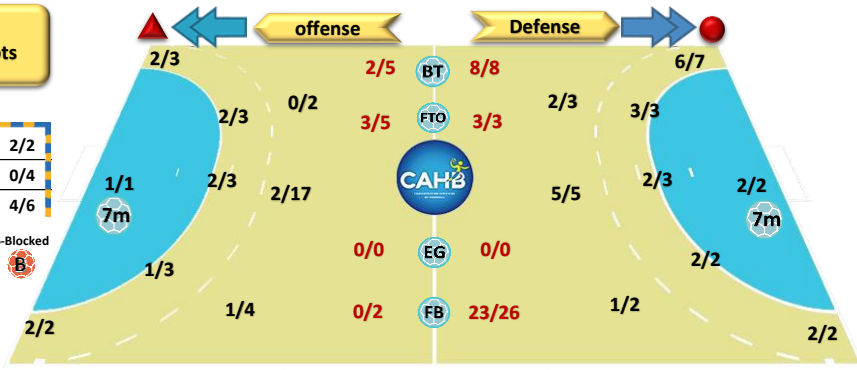 ots
offense
Defense
2/3
2/5
BT
8/8
6/7
0/2
2/3
2/3
3/5
FTO
3/3
3/3
2/2
0/4
4/6
1/1
7m
2/3
2/17
CAHB
5/5
2/3
2/2
7m
-Blocked
B
1/3
0/0
EG
0/0
2/2
2/2
1/4
0/2
FB
23/26
1/2
2/2